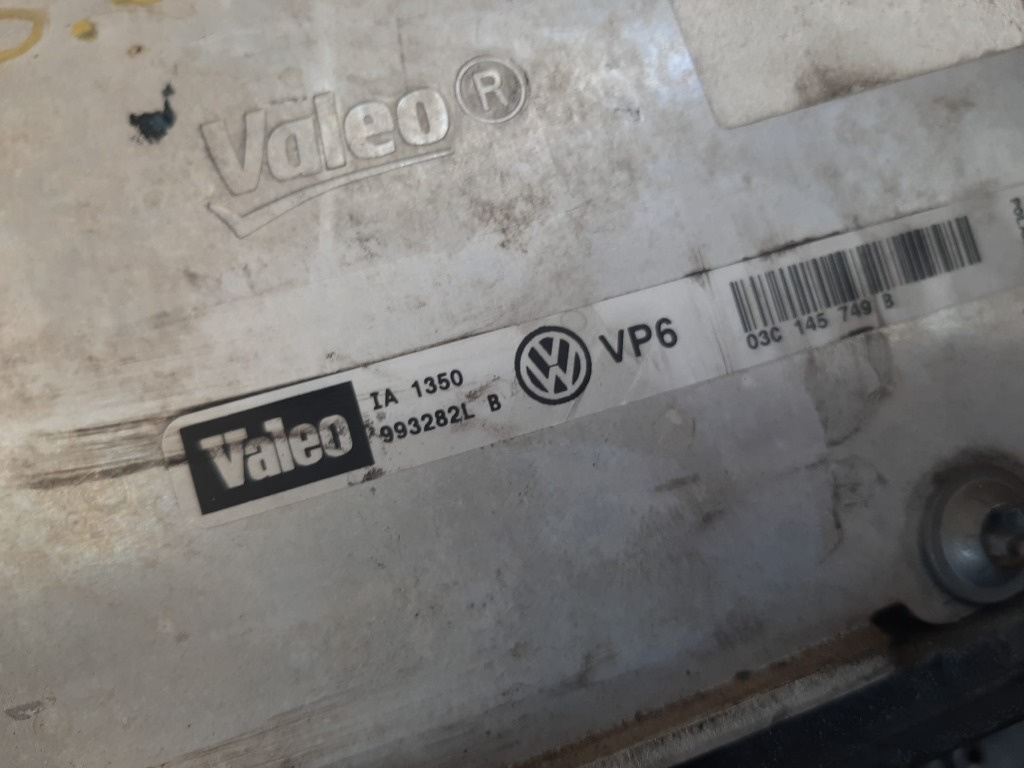 Valeo®
Valeo
IA 1350
993282L B
VP6
03C 145 749 B